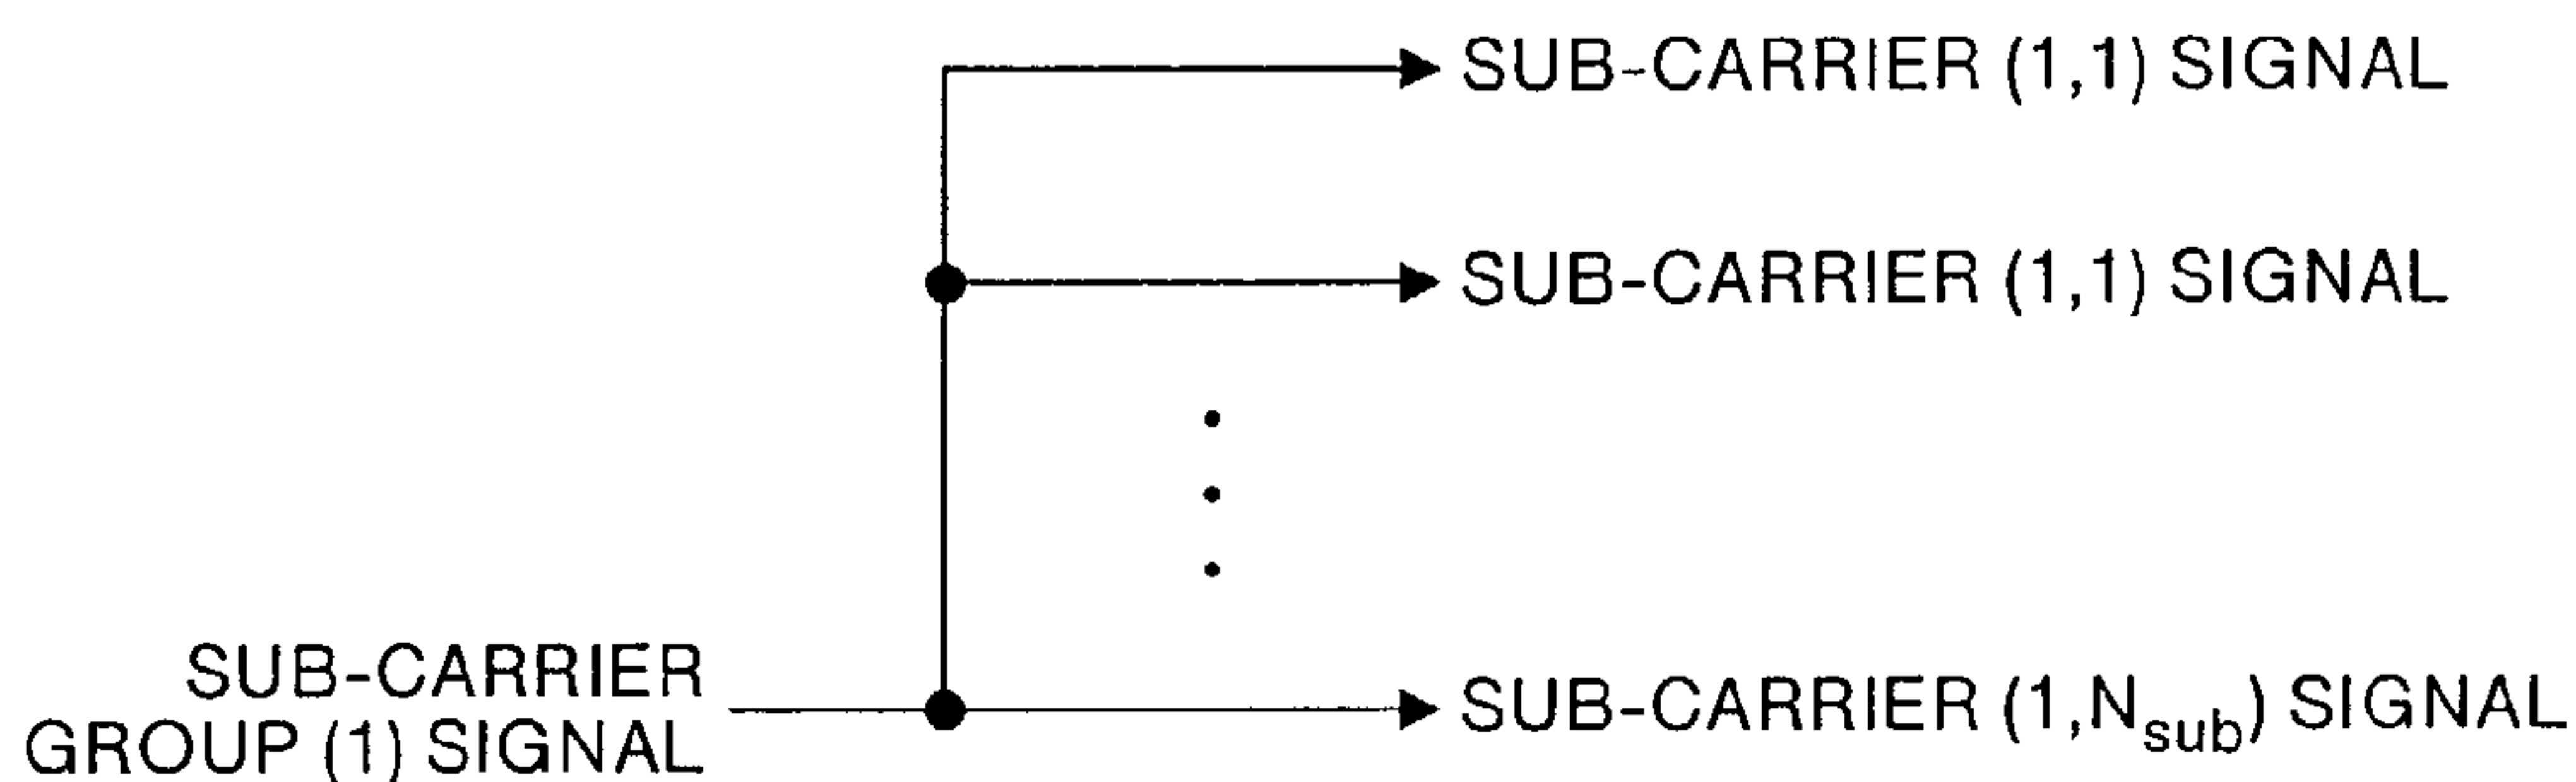 SUB-CARRIER (1,1) SIGNAL
SUB-CARRIER (1,1) SIGNAL
SUB-CARRIER
GROUP (1) SIGNAL
SUB-CARRIER (1,Nsub) SIGNAL